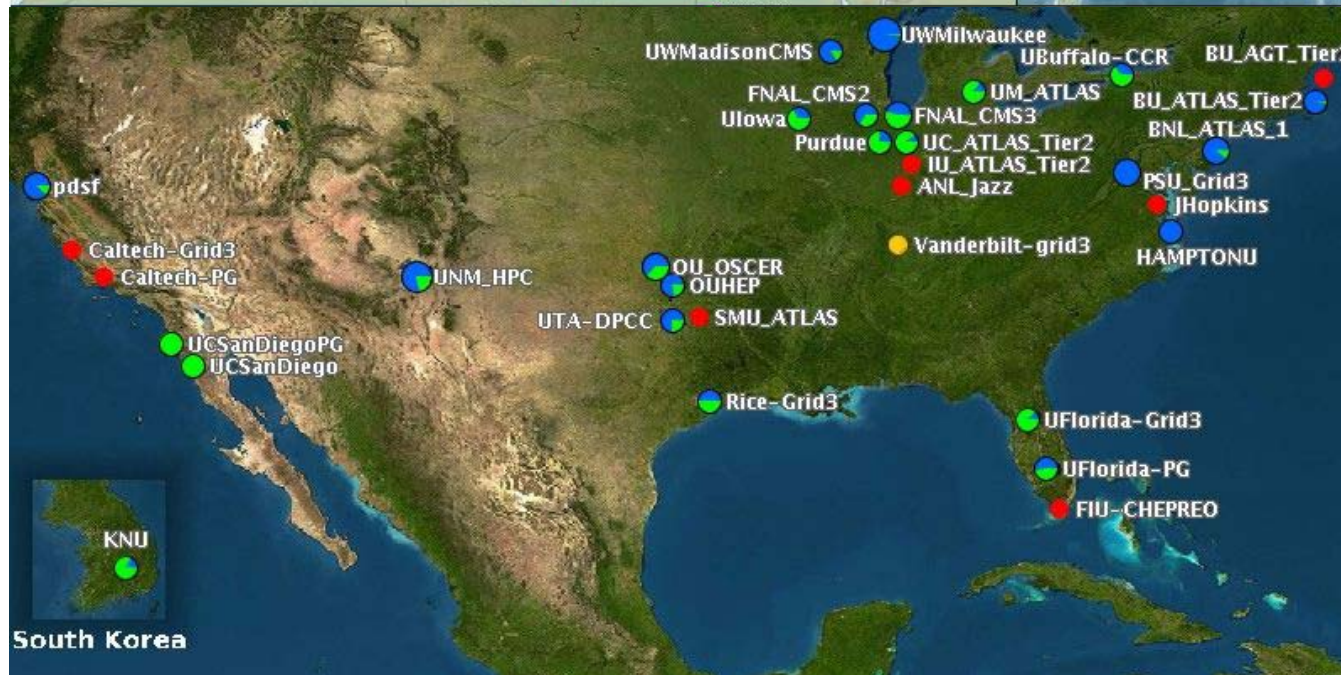 UWMilwaukee
UWMadisonCMS
UBuffalo-CCR
BU_AGT_Tier2
FNAL_CMS2
UM_ATLAS
BU_ATLAS_Tier2
UIowa
FNAL_CMS3
BNL_ATLAS_1
Purdue
UC_ATLAS_Tier2
IU_ATLAS_Tier2
PSU_Grid3
pdsf
ANL_Jazz
JHopkins
Caltech-Grid3
Vanderbilt-grid3
HAMPTONU
Caltech-PG
UNM_HPC
OU_OSCER
OUHEP
UTA-DPCC
SMU_ATLAS
UCSanDiegoPG
UCSanDiego
Rice-Grid3
UFlorida-Grid3
UFlorida-PG
FIU-CHEPREO
KNU
South Korea